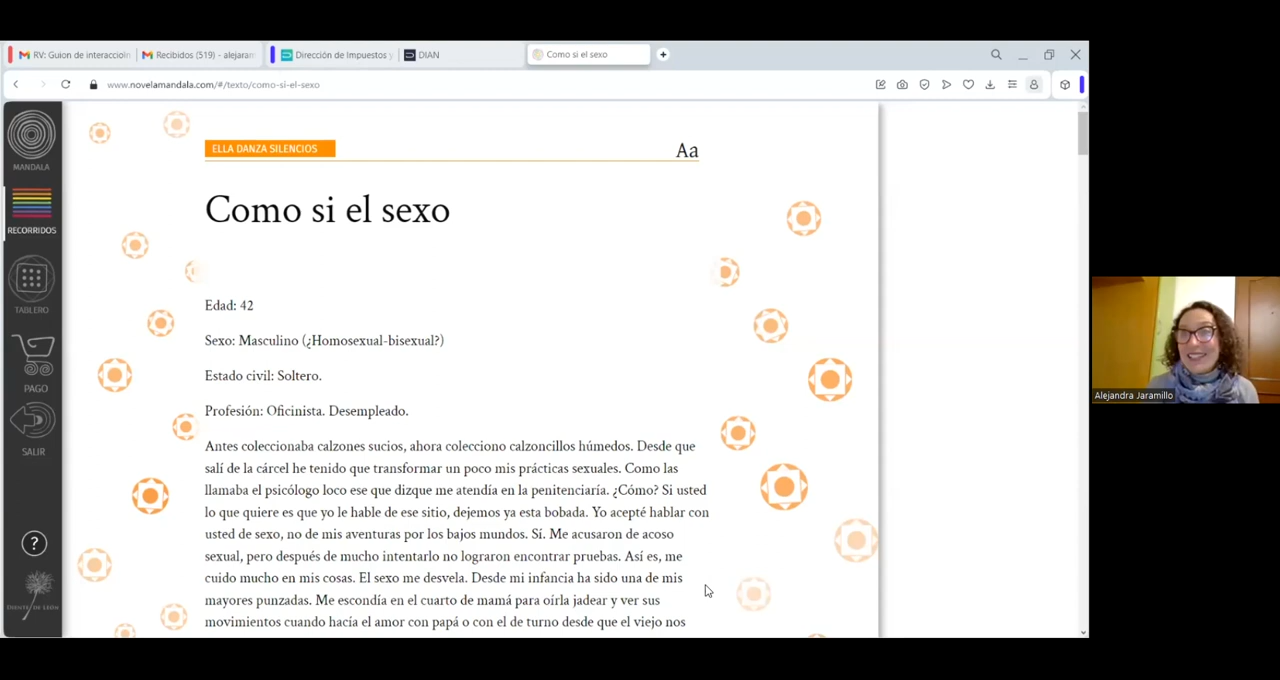 RV: Guion de interacción
Recibidos (519) - alejaran
Dirección de Impuestos y
DIAN
Como si el sexo
www.novelamandala.com/#/texto/como-si-el-sexo
MANDALA
RECORRIDOS
TABLERO
PAGO
SALIR
?
DIENTE DE LEÓN
ELLA DANZA SILENCIOS
Aa
Como si el sexo
Edad: 42
Sexo: Masculino (¿Homosexual-bisexual?)
Estado civil: Soltero.
Profesión: Oficinista. Desempleado.
Antes coleccionaba calzones sucios, ahora colecciono calzoncillos húmedos. Desde que
salí de la cárcel he tenido que transformar un poco mis prácticas sexuales. Como las
llamaba el psicólogo loco ese que dizque me atendía en la penitenciaría. ¿Cómo? Si usted
lo que quiere es que yo le hable de ese sitio, dejemos ya esta bobada. Yo acepté hablar con
usted de sexo, no de mis aventuras por los bajos mundos. Sí. Me acusaron de acoso
sexual, pero después de mucho intentarlo no lograron encontrar pruebas. Así es, me
cuido mucho en mis cosas. El sexo me desvela. Desde mi infancia ha sido una de mis
mayores punzadas. Me escondía en el cuarto de mamá para oírla jadear y ver sus
movimientos cuando hacía el amor con papá o con el de turno desde que el viejo nos
Alejandra Jaramillo